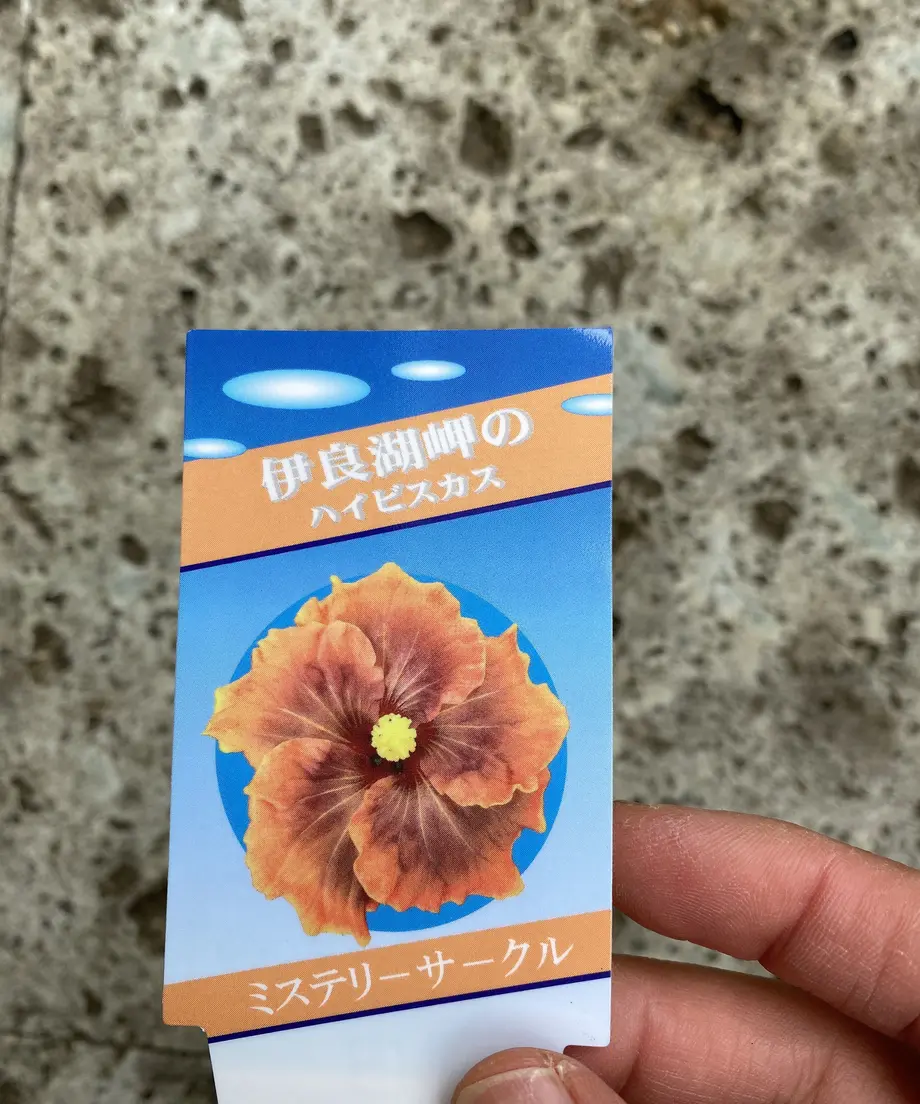 伊良湖岬の
ハイビスカス
ミステリーサークル